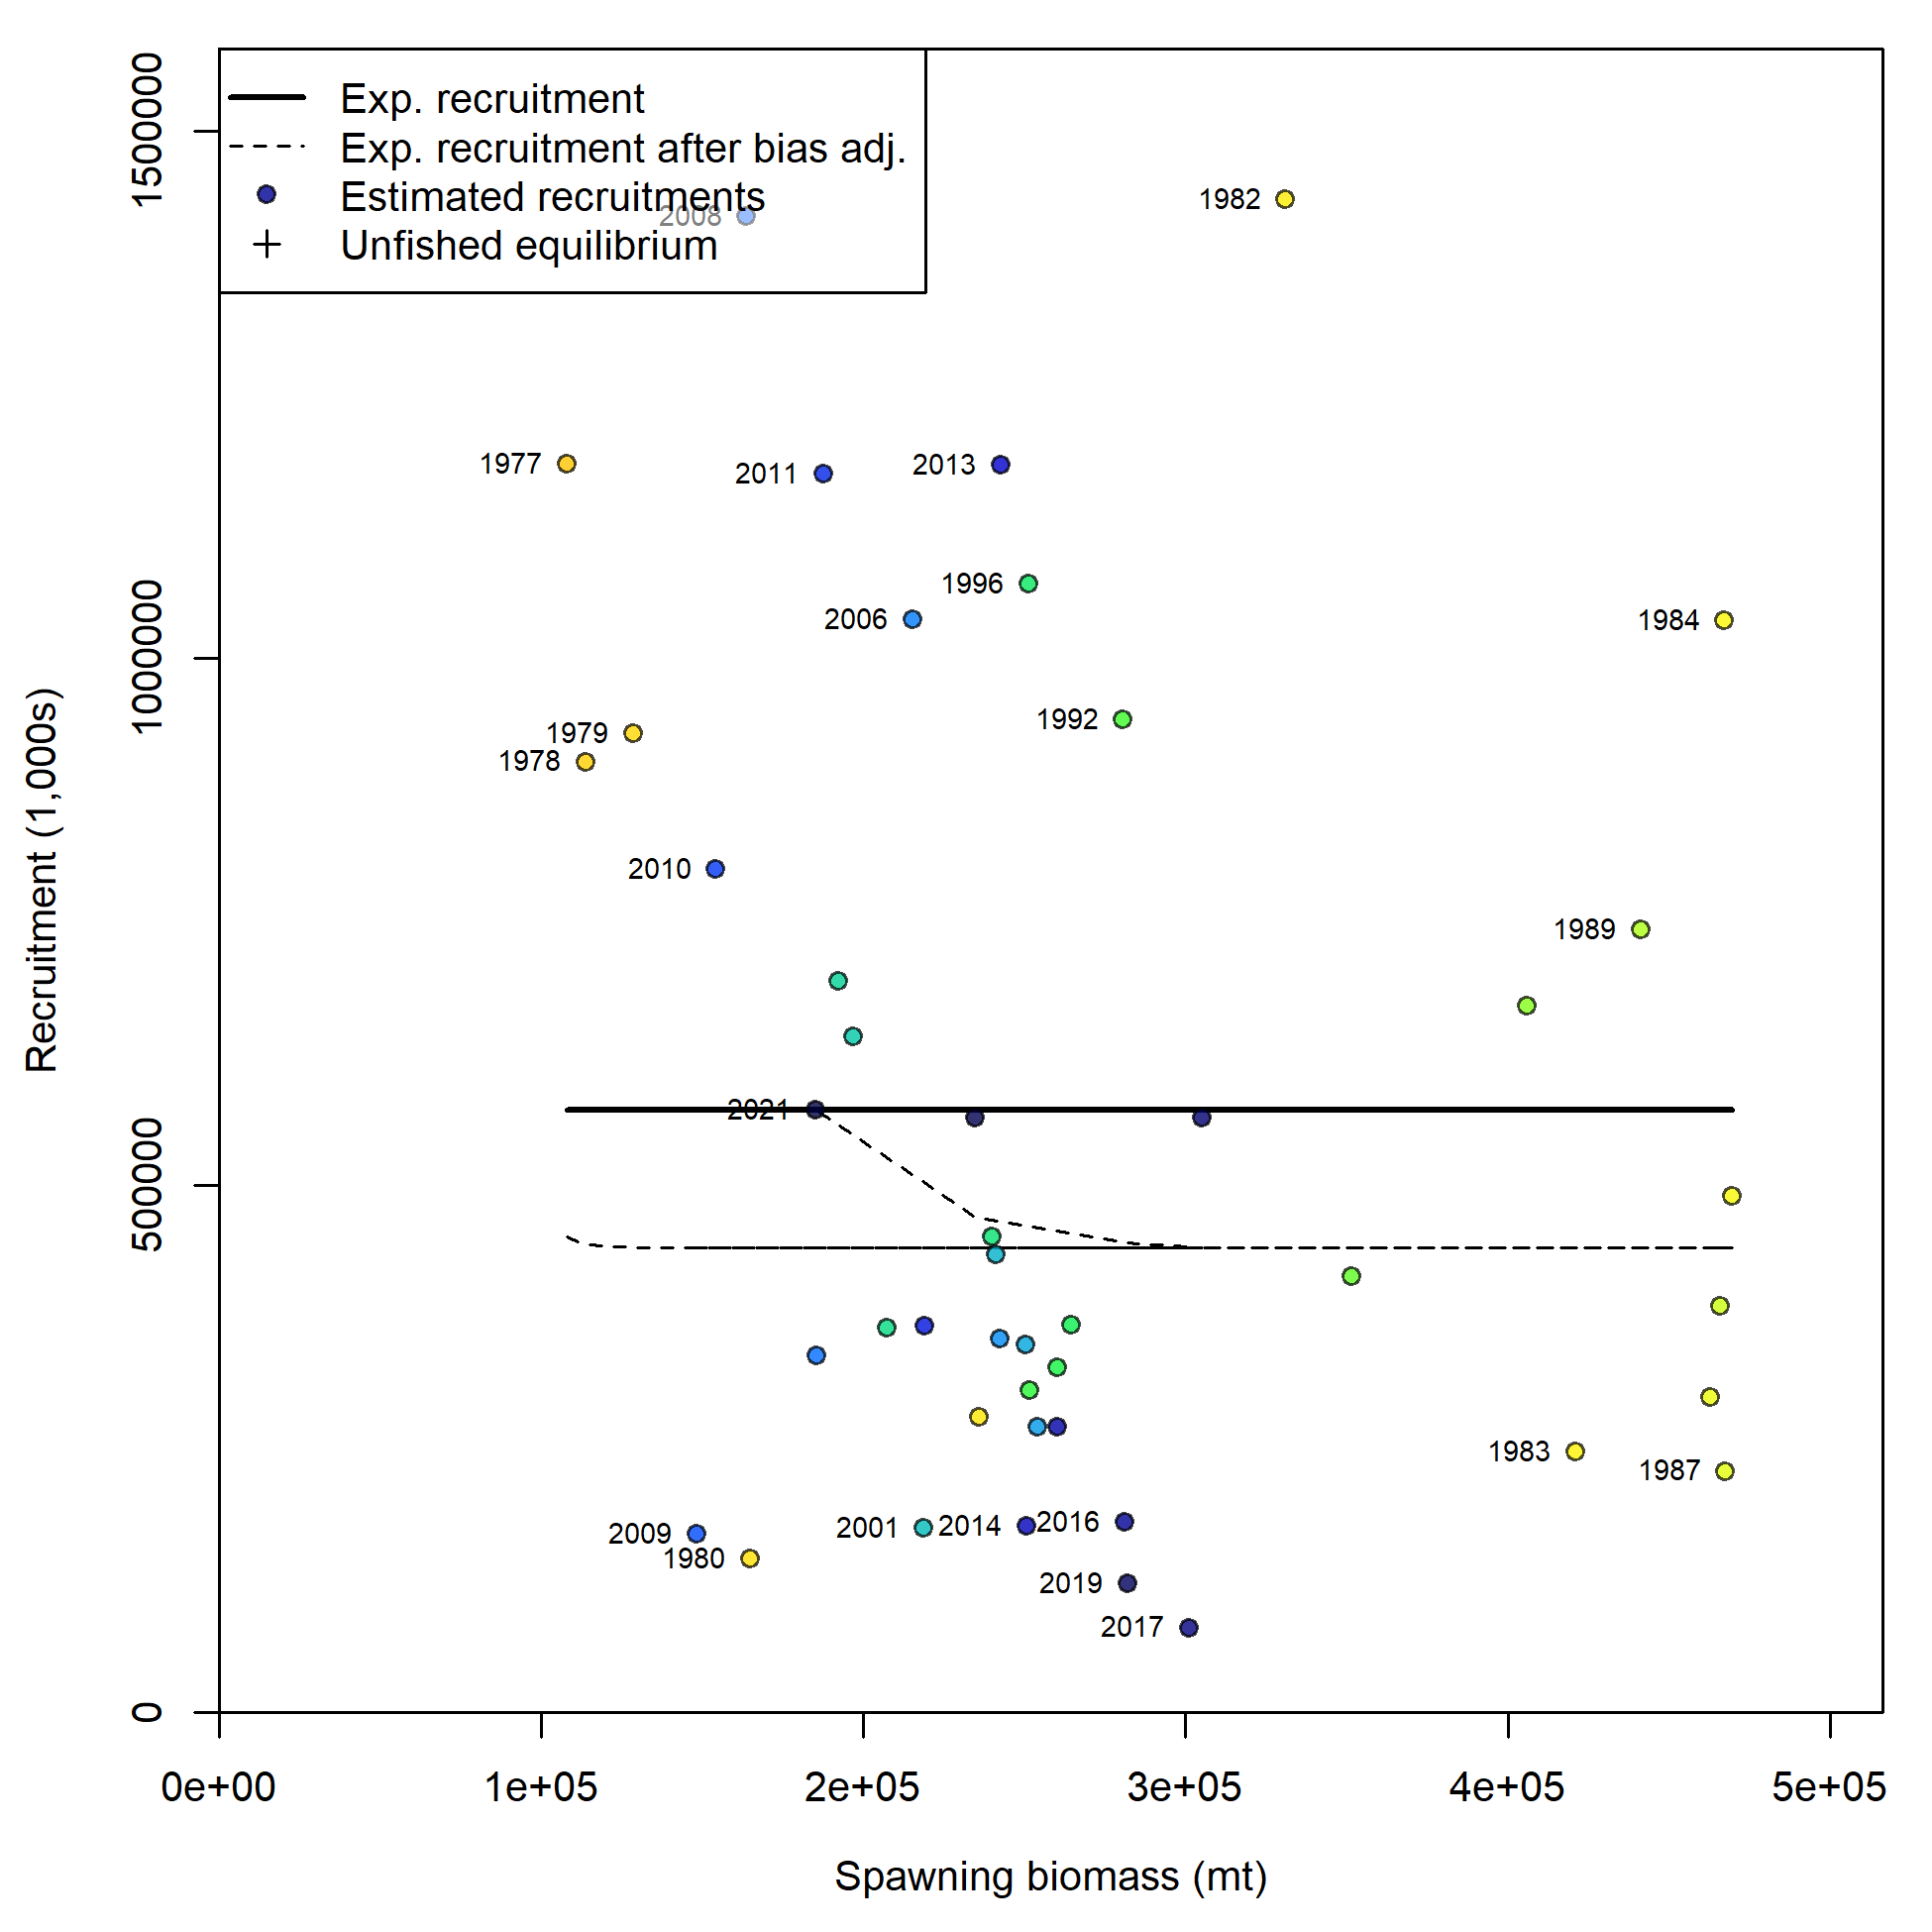 Exp. recruitment
Exp. recruitment after bias adj.
Estimated recruitments
Unfished equilibrium
2008
1982
1977
2011
2013
1996
2006
1984
1992
1979
1978
2010
1989
2021
1983
1987
2009
2001
2014
2016
1980
2019
2017
Recruitment (1,000s)
1500000
1000000
500000
0
0e+00
1e+05
2e+05
3e+05
4e+05
5e+05
Spawning biomass (mt)